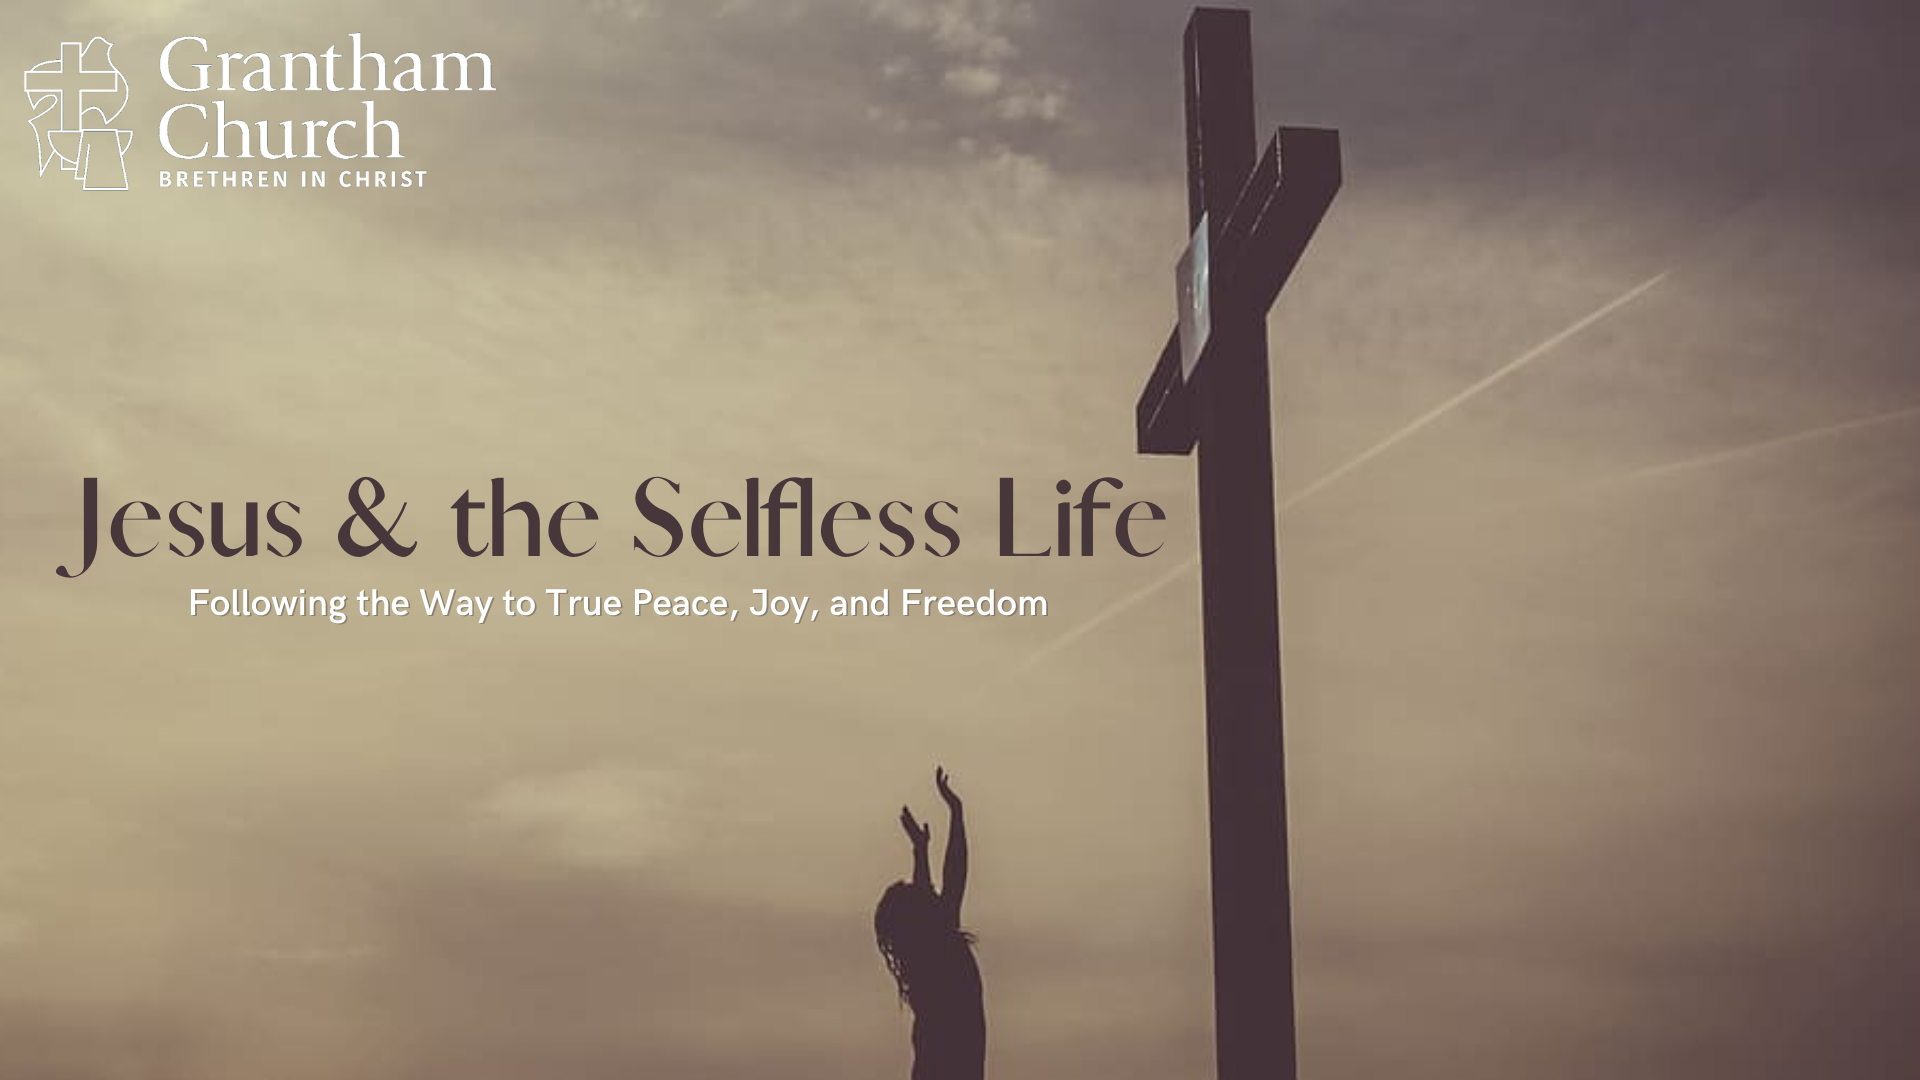 Grantham
Church
BRETHREN IN CHRIST
Jesus & the Selfless Life
Following the Way to True Peace, Joy, and Freedom